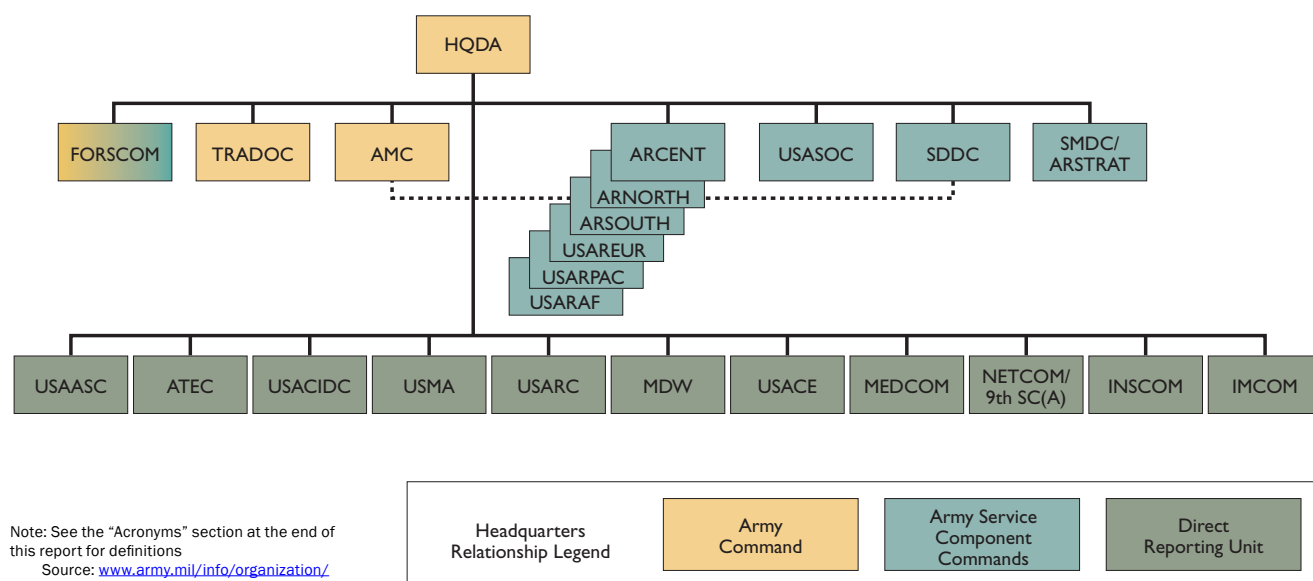 HQDA
FORSCOM
TRADOC
AMC
ARCENT
USASOC
SDDC
SMDC/
ARSTRAT
ARNORTH
ARSOUTH
USAREUR
USARPAC
USARAF
USAASC
ATEC
USACIDC
USMA
USARC
MDW
USACE
MEDCOM
NETCOM/
9th SC(A)
INSCOM
IMCOM
Note: See the “Acronyms” section at the end of
this report for definitions
Source: www.army.mil/info/organization/
Headquarters
Relationship Legend
Army
Command
Army Service
Component
Commands
Direct
Reporting Unit